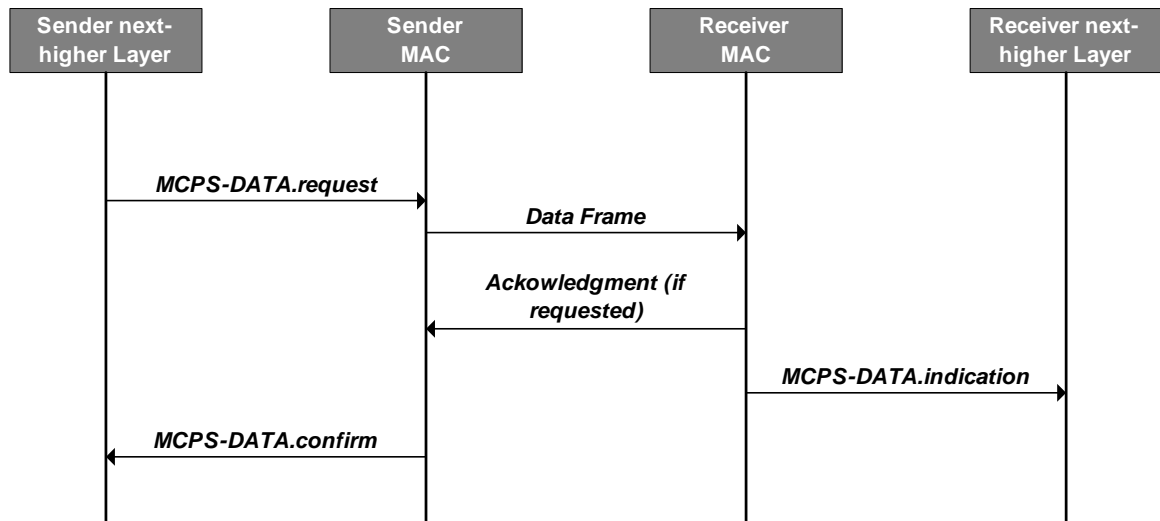 Sender next-
higher Layer
Sender
MAC
Receiver
MAC
Receiver next-
higher Layer
MCPS-DATA.request
Data Frame
Ackowledgment (if
requested)
MCPS-DATA.indication
MCPS-DATA.confirm